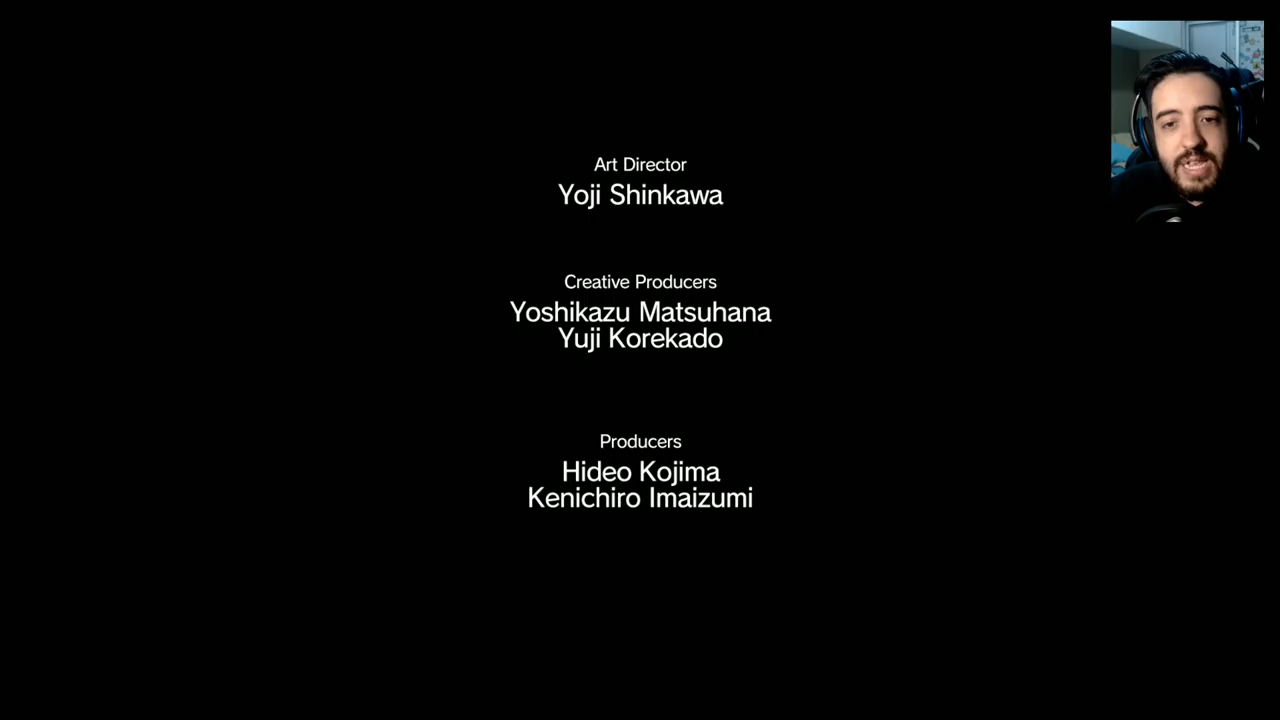 Art Director
Yoji Shinkawa
Creative Producers
Yoshikazu Matsuhana
Yuji Korekado
Producers
Hideo Kojima
Kenichiro Imaizumi